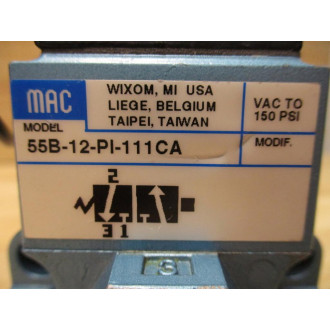 MAC
WIXOM, MI USA
LIEGE, BELGIUM
TAIPEI, TAIWAN
VAC TO
150 PSI
MODEL
55B-12-PI-111CA
MODIF.
2
3 1
3